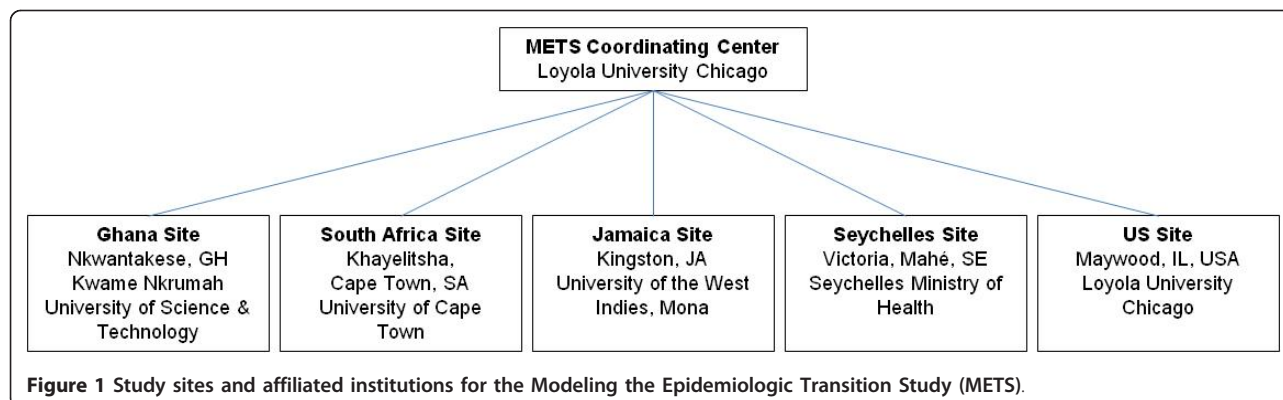 METS Coordinating Center
Loyola University Chicago
Ghana Site
Nkwantakese, GH
Kwame Nkrumah
University of Science &
Technology
South Africa Site
Khayelitsha,
Cape Town, SA
University of Cape
Town
Jamaica Site
Kingston, JA
University of the West
Indies, Mona
Seychelles Site
Victoria, Mahé, SE
Seychelles Ministry of
Health
US Site
Maywood, IL, USA
Loyola University
Chicago
Figure 1 Study sites and affiliated institutions for the Modeling the Epidemiologic Transition Study (METS).